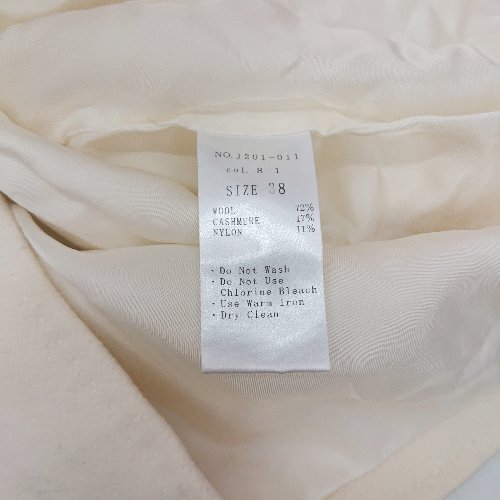 NO.J201-011
col. 8-1
SIZE 38
WOOL 72%
CASHMERE 17%
NYLON 11%
・Do Not Wash
・Do Not Use
Chlorine Bleach
・Use Warm iron
・Dry Clean